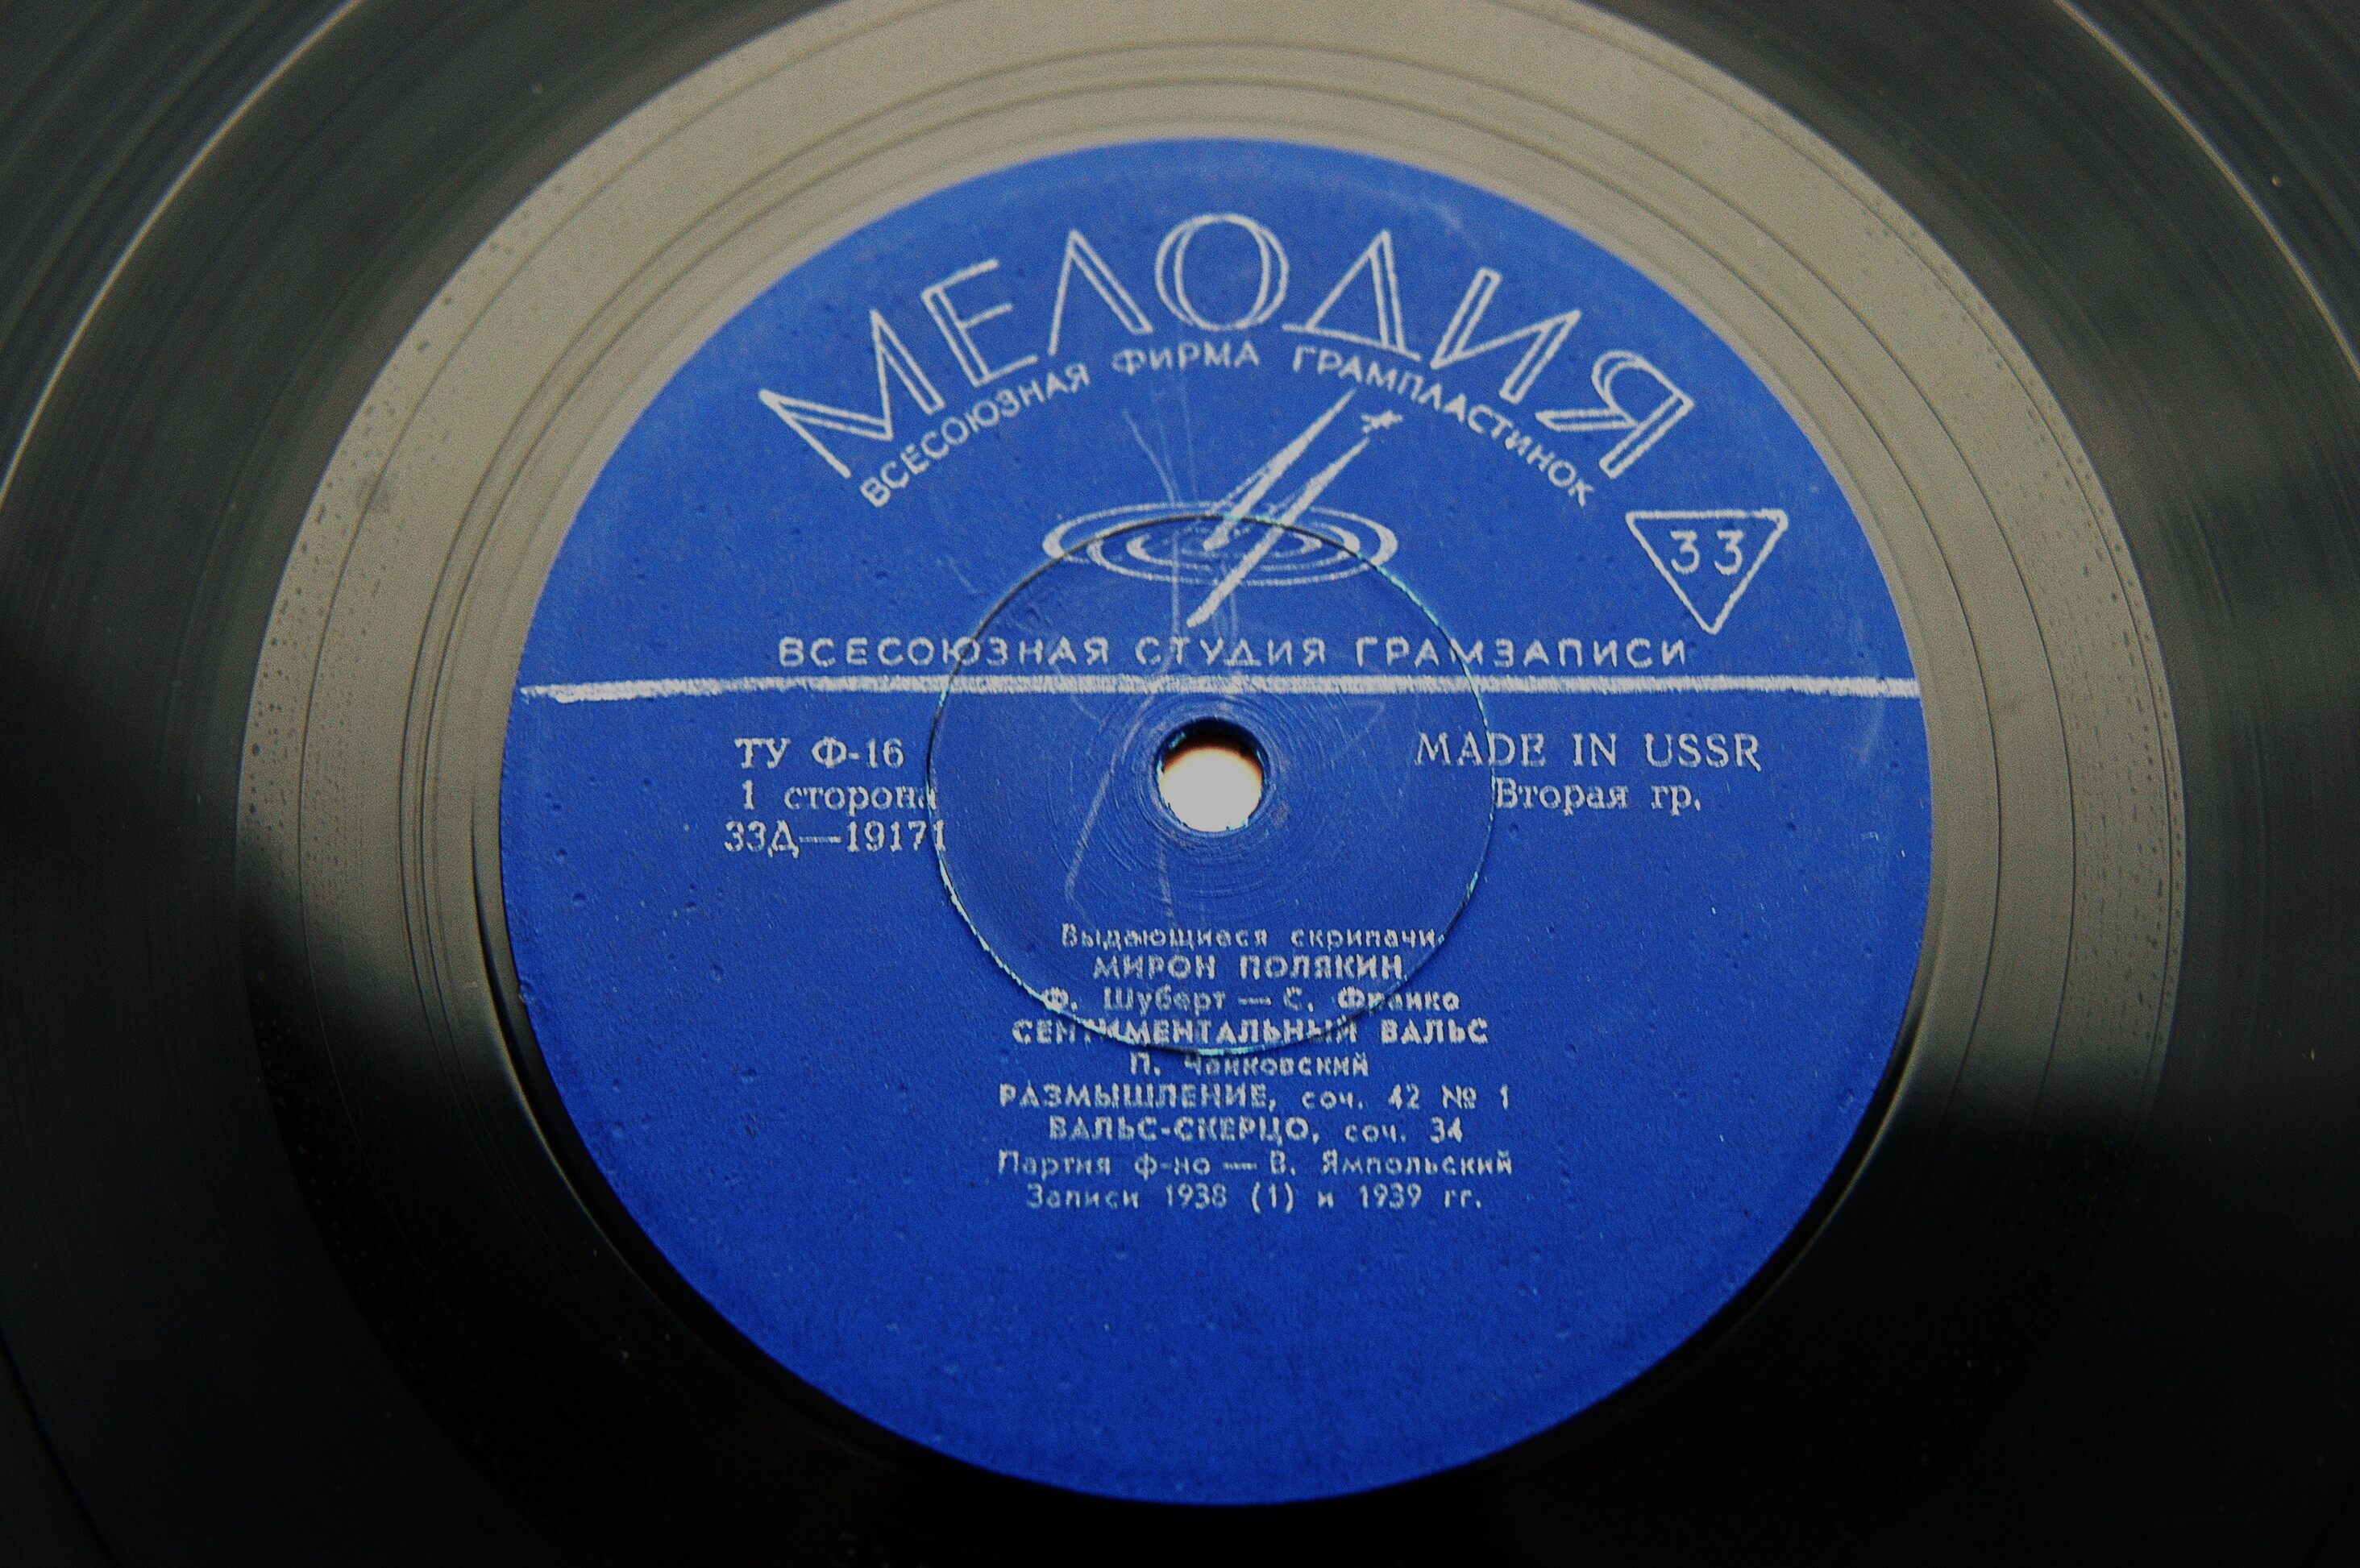 МЕЛОДИЯ
ВСЕСОЮЗНАЯ ФИРМА ГРАМПЛАСТИНОК
33
ВСЕСОЮЗНАЯ СТУДИЯ ГРАМЗАПИСИ
ТУ Ф-16
1 сторона
33Д—19171
MADE IN USSR
Вторая гр.
Выдающиеся скрипачи
МИРОН ПОЛЯКИН
Ф. Шуберт — С. Франко
СЕНТИМЕНТАЛЬНЫЙ ВАЛЬС
П. Чайковский
РАЗМЫШЛЕНИЕ, соч. 42 № 1
ВАЛЬС-СКЕРЦО, соч. 34
Партия ф-но — В. Ямпольский
Записи 1938 (1) и 1939 гг.